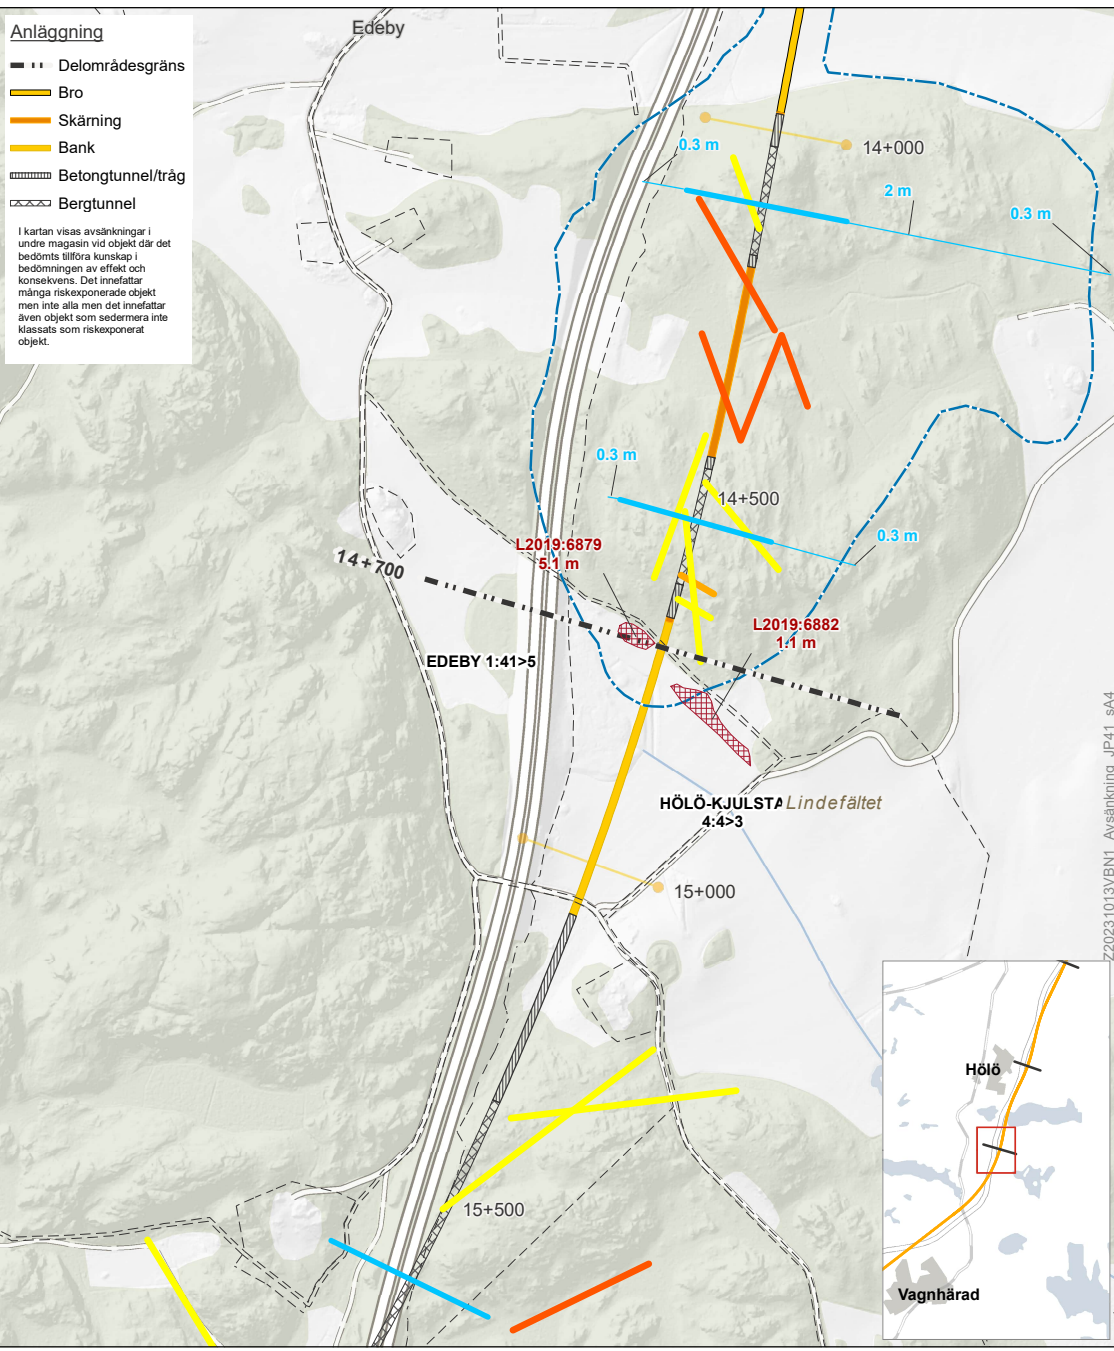 Anläggning
Delområdesgräns
Bro
Skärning
Bank
Betongtunnel/tråg
Bergtunnel
I kartan visas avsänkningar i
undre magasin vid objekt där det
bedömts tillföra kunskap i
bedömningen av effekt och
konsekvens. Det innefattar
många riskexponerade objekt
men inte alla men det innefattar
även objekt som sedermera inte
klassats som riskexponerat
objekt.
Edeby
14+000
0.3 m
2 m
0.3 m
0.3 m
14+500
0.3 m
L2019:6879
5.1 m
14+700
L2019:6882
1.1 m
EDEBY 1:41>5
HÖLÖ-KJULSTA
4:4>3
Lindefältet
15+000
15+500
Z20231013VBN1_Avsänkning_JP41_sA4
Hölö
Vagnhärad